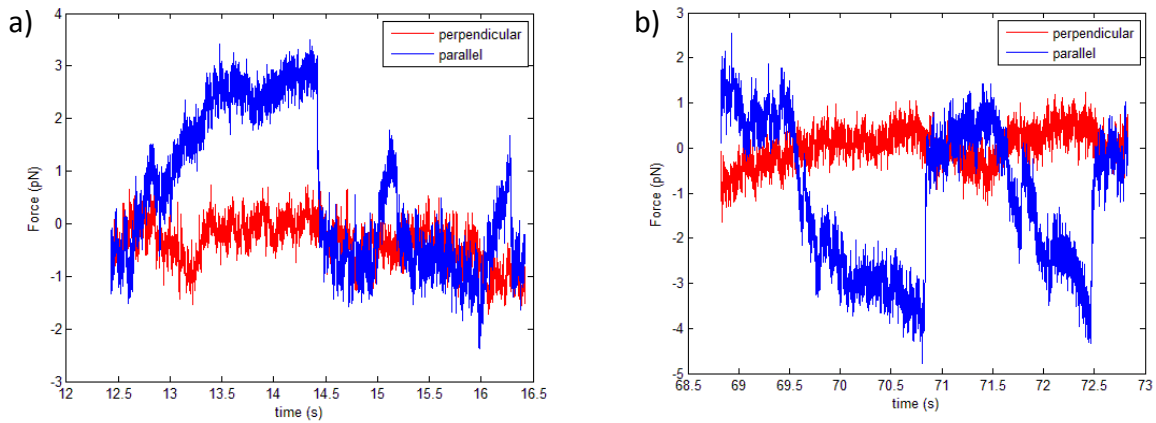 a)
4
3
2
1
0
-1
-2
-3
Force (pN)
12 12.5 13 13.5 14 14.5 15 15.5 16 16.5
time (s)
perpendicular
parallel
b)
3
2
1
0
-1
-2
-3
-4
-5
Force (pN)
68.5 69 69.5 70 70.5 71 71.5 72 72.5 73
time (s)
perpendicular
parallel